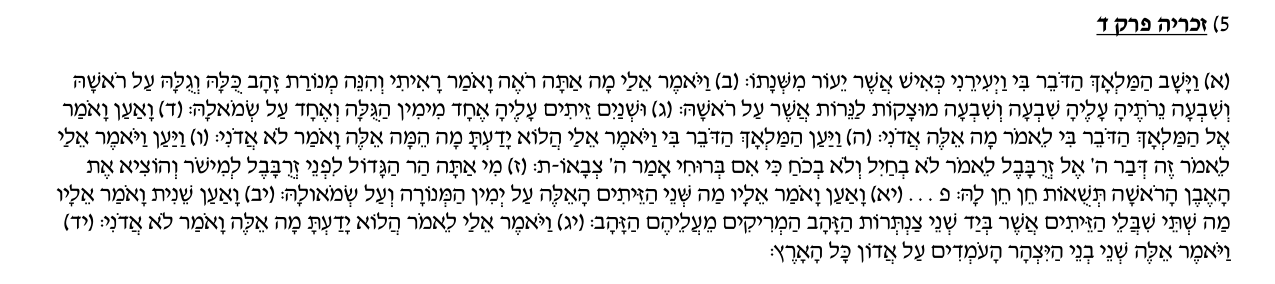 5) זכריה פרק ד
(א) וַיָּשָׁב הַמַּלְאָךְ הַדֹּבֵר בִּי וַיְעִירֵנִי כְּאִישׁ אֲשֶׁר יֵעוֹר מִשְּׁנָתוֹ: (ב) וַיֹּאמֶר אֵלַי מָה אַתָּה רֹאֶה וָאֹמַר רָאִיתִי וְהִנֵּה מְנוֹרַת זָהָב כֻּלָּהּ וְגֻלָּהּ עַל רֹאשָׁהּ
וְשִׁבְעָה נֵרֹתֶיהָ עָלֶיהָ שִׁבְעָה וְשִׁבְעָה מוּצָקוֹת לַנֵּרוֹת אֲשֶׁר עַל רֹאשָׁהּ: (ג) וּשְׁנַיִם זֵיתִים עָלֶיהָ אֶחָד מִימִין הַגֻּלָּה וְאֶחָד עַל שְׂמֹאלָהּ: (ד) וָאַעַן וָאֹמַר
אֶל הַמַּלְאָךְ הַדֹּבֵר בִּי לֵאמֹר מָה אֵלֶּה אֲדֹנִי: (ה) וַיַּעַן הַמַּלְאָךְ הַדֹּבֵר בִּי וַיֹּאמֶר אֵלַי הֲלוֹא יָדַעְתָּ מָה הֵמָּה אֵלֶּה וָאֹמַר לֹא אֲדֹנִי: (ו) וַיַּעַן וַיֹּאמֶר אֵלַי
לֵאמֹר זֶה דְּבַר ה' אֶל זְרֻבָּבֶל לֵאמֹר לֹא בְחַיִל וְלֹא בְכֹחַ כִּי אִם בְּרוּחִי אָמַר ה' צְבָאוֹ-ת: (ז) מִי אַתָּה הַר הַגָּדוֹל לִפְנֵי זְרֻבָּבֶל לְמִישֹׁר וְהוֹצִיא אֶת
הָאֶבֶן הָרֹאשָׁה תְּשֻׁאוֹת חֵן חֵן לָהּ: פ ... (יא) וָאַעַן וָאֹמַר אֵלָיו מַה שְּׁנֵי הַזֵּיתִים הָאֵלֶּה עַל יְמִין הַמְּנוֹרָה וְעַל שְׂמֹאולָהּ: (יב) וָאַעַן שֵׁנִית וָאֹמַר אֵלָיו
מַה שְׁתֵּי שִׁבֲּלֵי הַזֵּיתִים אֲשֶׁר בְּיַד שְׁנֵי צַנְתְּרוֹת הַזָּהָב הַמְרִיקִים מֵעֲלֵיהֶם הַזָּהָב: (יג) וַיֹּאמֶר אֵלַי לֵאמֹר הֲלוֹא יָדַעְתָּ מָה אֵלֶּה וָאֹמַר לֹא אֲדֹנִי: (יד)
וַיֹּאמֶר אֵלֶּה שְׁנֵי בְנֵי הַיִּצְהָר הָעֹמְדִים עַל אֲדוֹן כָּל הָאָרֶץ: